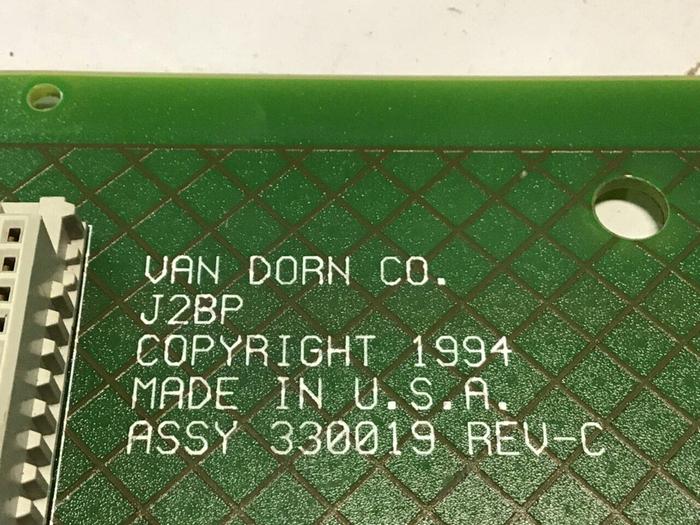 VAN DORN CO.
J2BP
COPYRIGHT 1994
MADE IN U.S.A.
ASSY 330019 REV-C